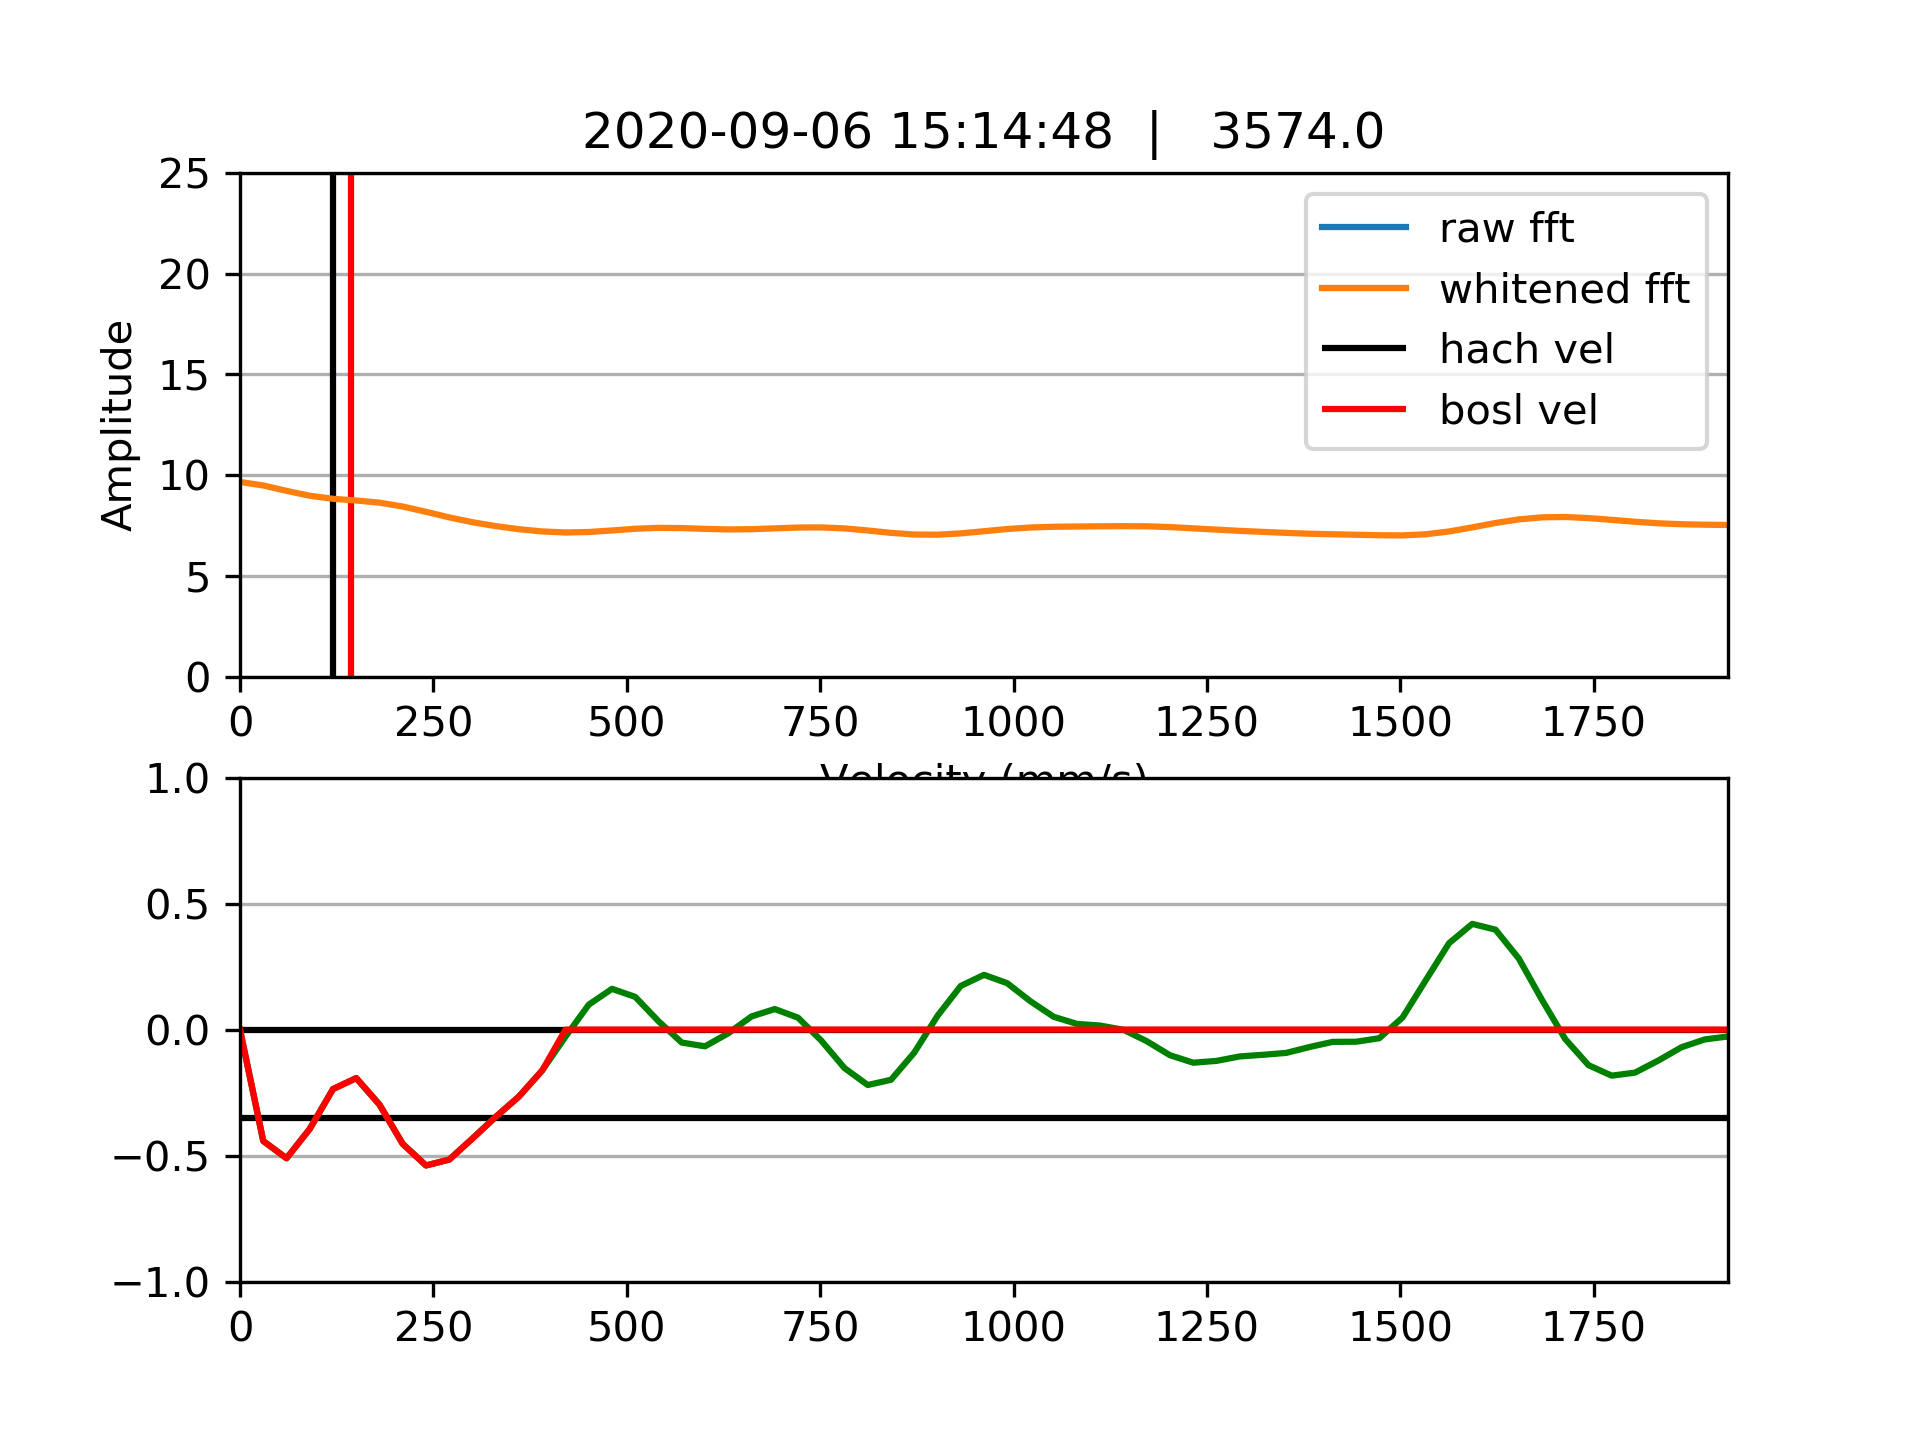 2020-09-06 15:14:48 | 3574.0
Amplitude
25
20
15
10
5
0
raw fft
whitened fft
hach vel
bosl vel
0 250 500 750 1000 1250 1500 1750
Velocity (mm/s)
1.0
0.5
0.0
−0.5
−1.0
0 250 500 750 1000 1250 1500 1750